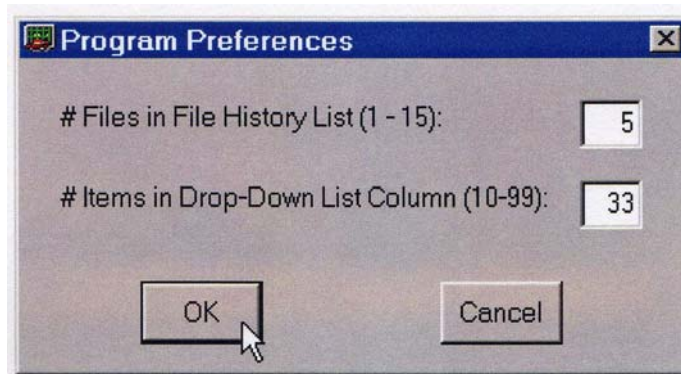 Program Preferences
# Files in File History List (1 - 15): 5
# Items in Drop-Down List Column (10-99): 33
OK Cancel